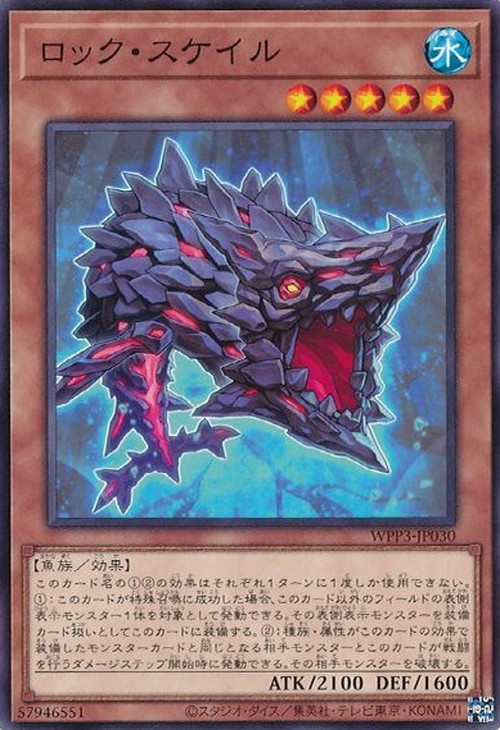 ロック・スケイル
水
WPP3-JP030
【魚族／効果】
このカード名の①②の効果はそれぞれ1ターンに1度しか使用できない。
①：このカードが特殊召喚に成功した場合、このカード以外のフィールドの表側
表示モンスター1体を対象として発動できる。その表側表示モンスターを装備
カード扱いとしてこのカードに装備する。②：種族・属性がこのカードの効果で
装備したモンスターカードと同じとなる相手モンスターとこのカードが戦闘
を行うダメージステップ開始時に発動できる。その相手モンスターを破壊する。
ATK/2100 DEF/1600
57946551 ©スタジオ・ダイス／集英社・テレビ東京・KONAMI